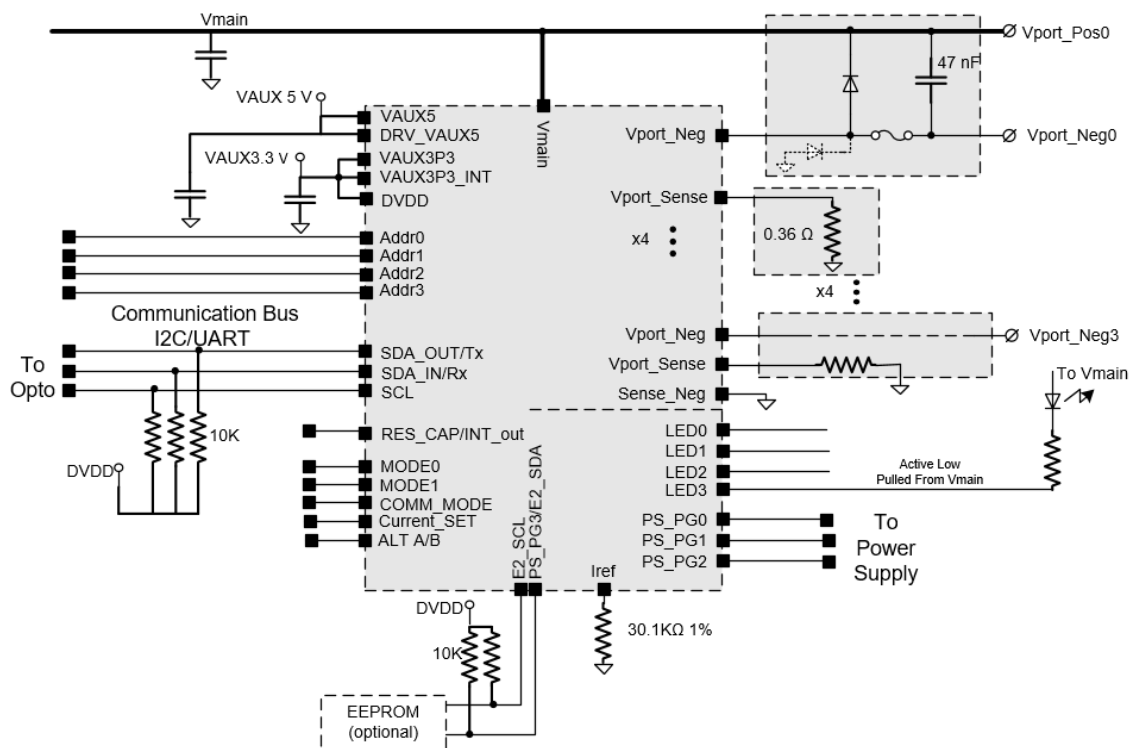 Vmain
Vport_Pos0
47 nF
VAUX 5 V
VAUX5
DRV_VAUX5
Vmain
Vport_Neg
Vport_Neg0
VAUX3.3 V
VAUX3P3
VAUX3P3_INT
DVDD
Vport_Sense
0.36 Ω
x4
x4
Addr0
Addr1
Addr2
Addr3
Communication Bus
I2C/UART
Vport_Neg
Vport_Neg3
SDA_OUT/Tx
SDA_IN/Rx
SCL
To
Opto
Vport_Sense
Sense_Neg
To Vmain
10K
DVDD
RES_CAP/INT_out
MODE0
MODE1
COMM_MODE
Current_SET
ALT A/B
E2_SCL
PS_PG3/E2_SDA
LED0
LED1
LED2
LED3
Active Low
Pulled From Vmain
PS_PG0
PS_PG1
PS_PG2
To
Power
Supply
Iref
30.1KΩ 1%
DVDD
10K
EEPROM
(optional)